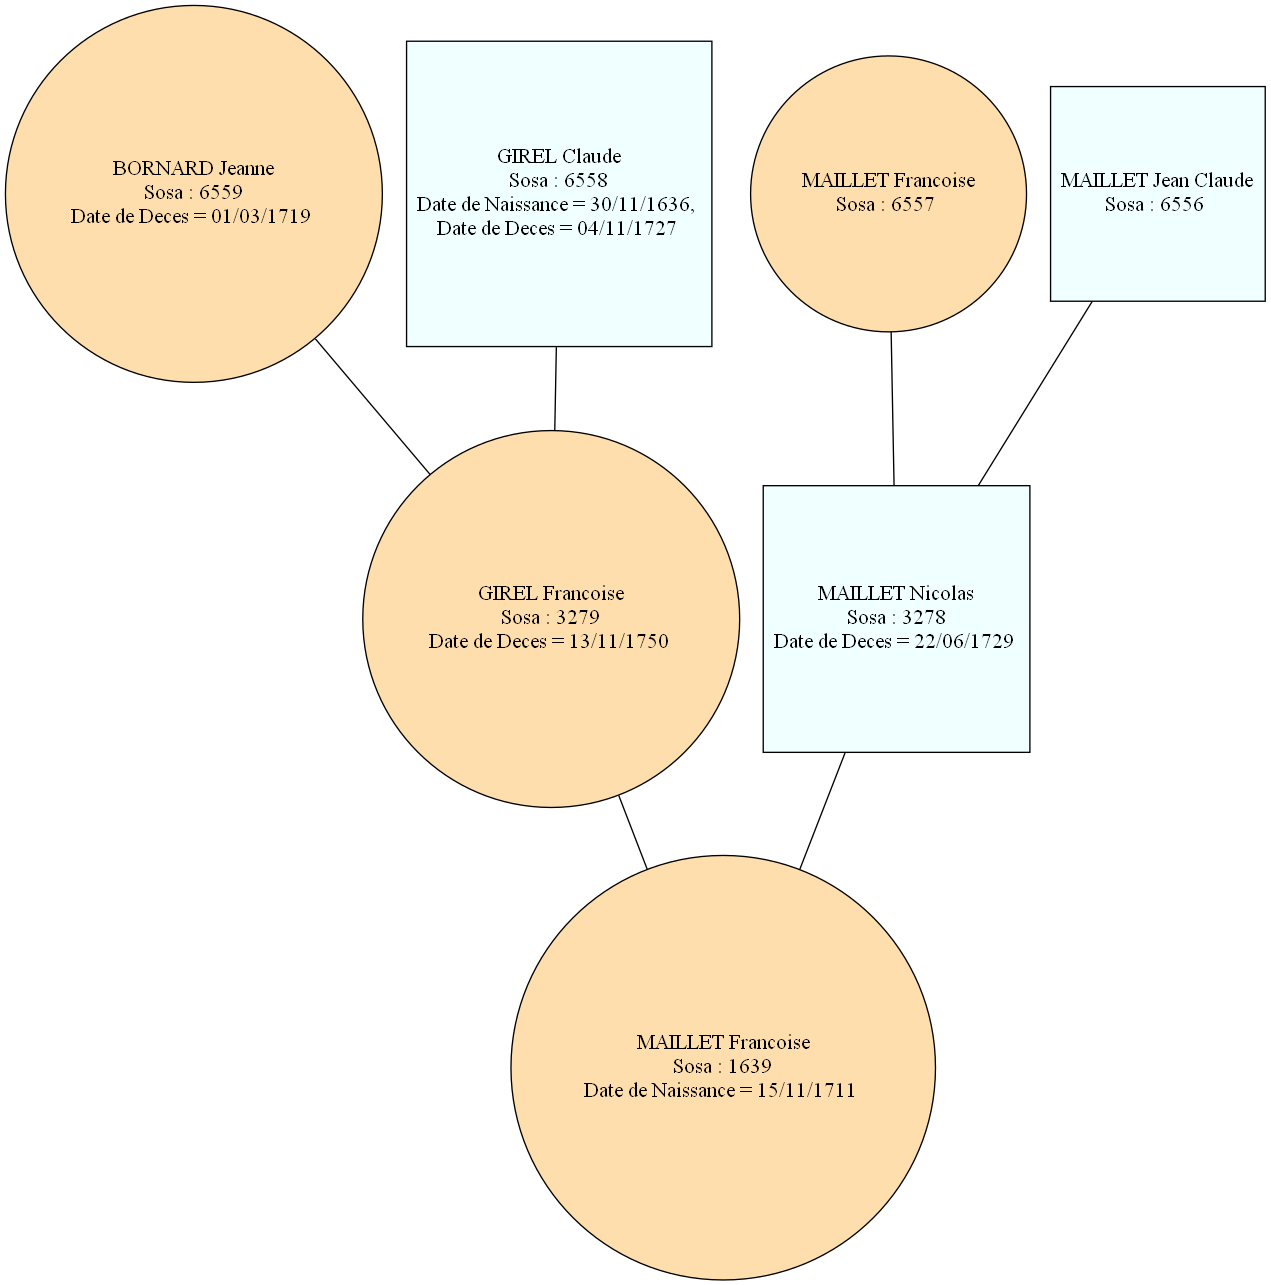 BORNARD Jeanne
Sosa : 6559
Date de Deces = 01/03/1719
GIREL Claude
Sosa : 6558
Date de Naissance = 30/11/1636,
Date de Deces = 04/11/1727
MAILLET Francoise
Sosa : 6557
MAILLET Jean Claude
Sosa : 6556
GIREL Francoise
Sosa : 3279
Date de Deces = 13/11/1750
MAILLET Nicolas
Sosa : 3278
Date de Deces = 22/06/1729
MAILLET Francoise
Sosa : 1639
Date de Naissance = 15/11/1711